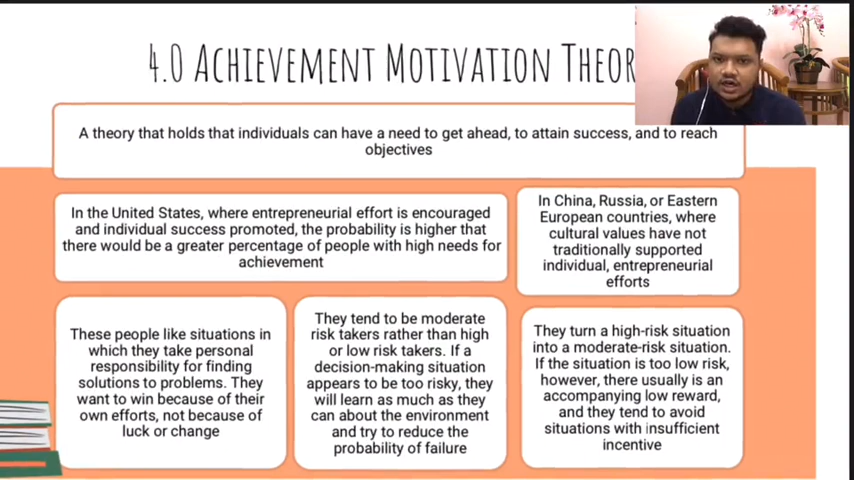 4.0 ACHIEVEMENT MOTIVATION THEOR
A theory that holds that individuals can have a need to get ahead, to attain success, and to reach
objectives
In the United States, where entrepreneurial effort is encouraged
and individual success promoted, the probability is higher that
there would be a greater percentage of people with high needs for
achievement
In China, Russia, or Eastern
European countries, where
cultural values have not
traditionally supported
individual, entrepreneurial
efforts
These people like situations in
which they take personal
responsibility for finding
solutions to problems. They
want to win because of their
own efforts, not because of
luck or change
They tend to be moderate
risk takers rather than high
or low risk takers. If a
decision-making situation
appears to be too risky, they
will learn as much as they
can about the environment
and try to reduce the
probability of failure
They turn a high-risk situation
into a moderate-risk situation.
If the situation is too low risk,
however, there usually is an
accompanying low reward,
and they tend to avoid
situations with insufficient
incentive